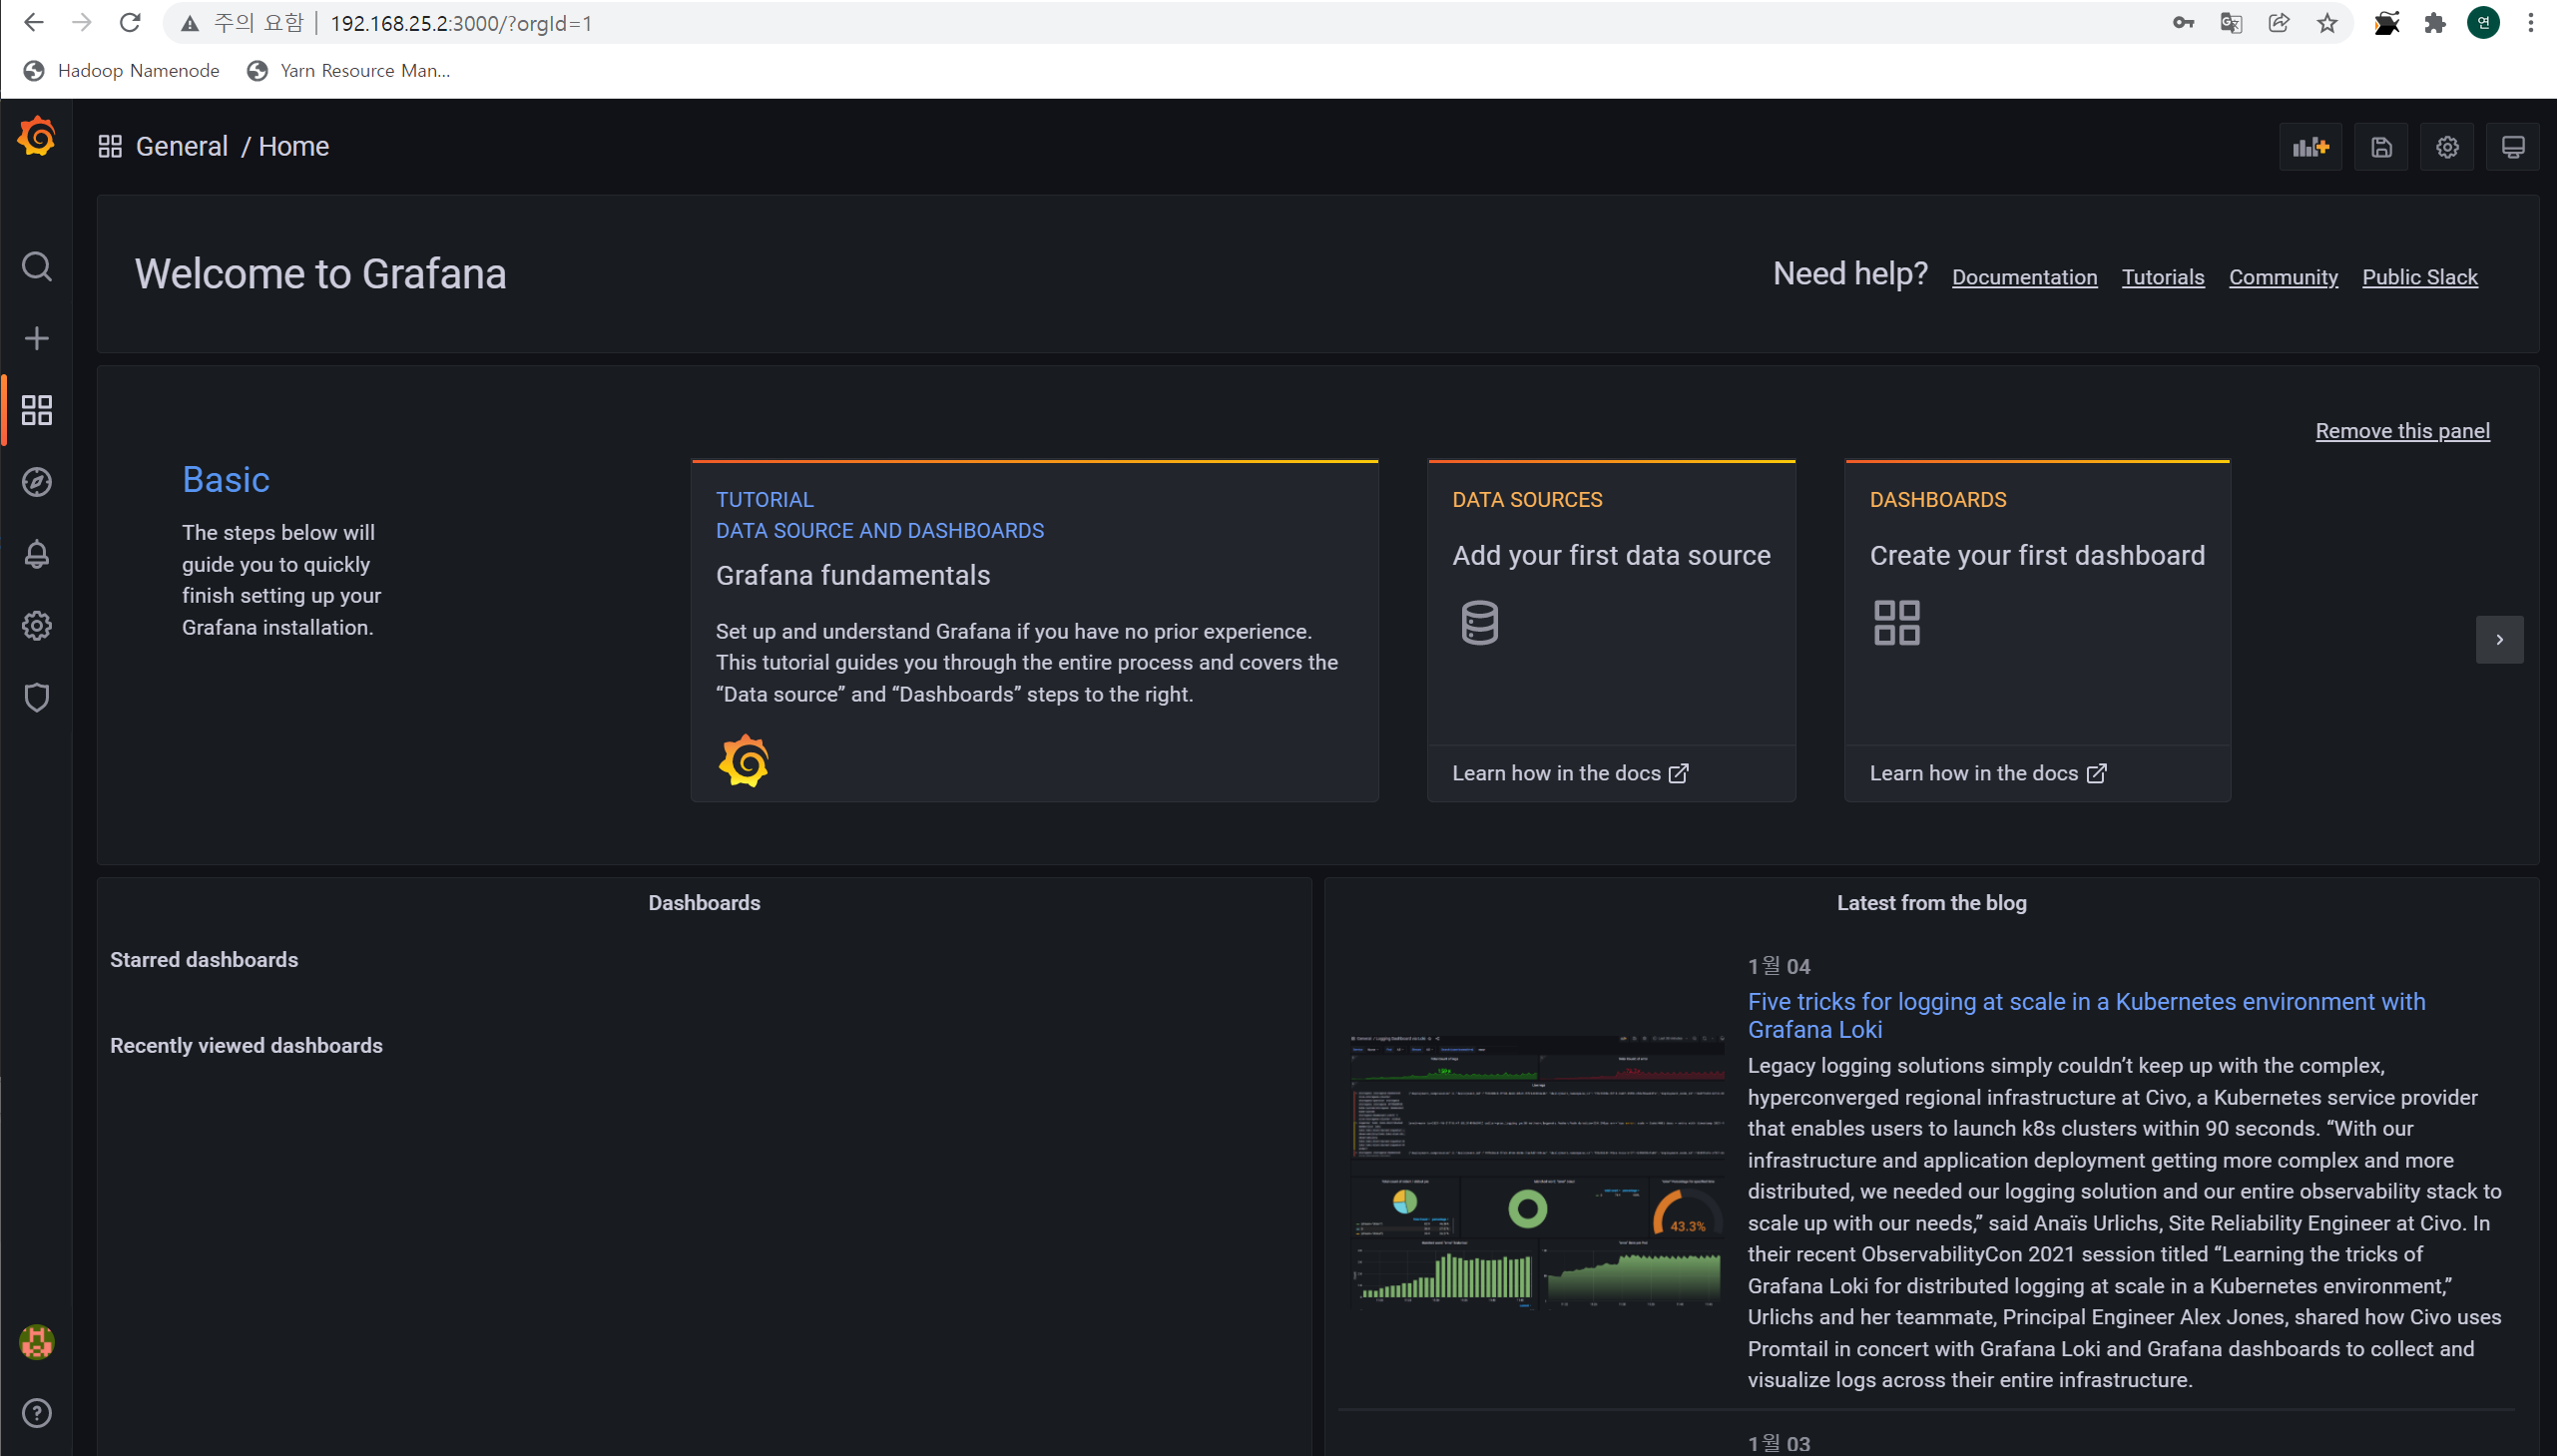 주의 요함 | 192.168.25.2:3000/?orgId=1
연
Hadoop Namenode
Yarn Resource Man...
General / Home
Welcome to Grafana
Need help? Documentation Tutorials Community Public Slack
Remove this panel
Basic
The steps below will
guide you to quickly
finish setting up your
Grafana installation.
TUTORIAL
DATA SOURCE AND DASHBOARDS
Grafana fundamentals
Set up and understand Grafana if you have no prior experience.
This tutorial guides you through the entire process and covers the
“Data source” and “Dashboards” steps to the right.
DATA SOURCES
Add your first data source
Learn how in the docs
DASHBOARDS
Create your first dashboard
Learn how in the docs
Dashboards
Starred dashboards
Recently viewed dashboards
Latest from the blog
43.3%
1월 04
Five tricks for logging at scale in a Kubernetes environment with
Grafana Loki
Legacy logging solutions simply couldn’t keep up with the complex,
hyperconverged regional infrastructure at Civo, a Kubernetes service provider
that enables users to launch k8s clusters within 90 seconds. “With our
infrastructure and application deployment getting more complex and more
distributed, we needed our logging solution and our entire observability stack to
scale up with our needs,” said Anaïs Urlichs, Site Reliability Engineer at Civo. In
their recent ObservabilityCon 2021 session titled “Learning the tricks of
Grafana Loki for distributed logging at scale in a Kubernetes environment,”
Urlichs and her teammate, Principal Engineer Alex Jones, shared how Civo uses
Promtail in concert with Grafana Loki and Grafana dashboards to collect and
visualize logs across their entire infrastructure.
1월 03